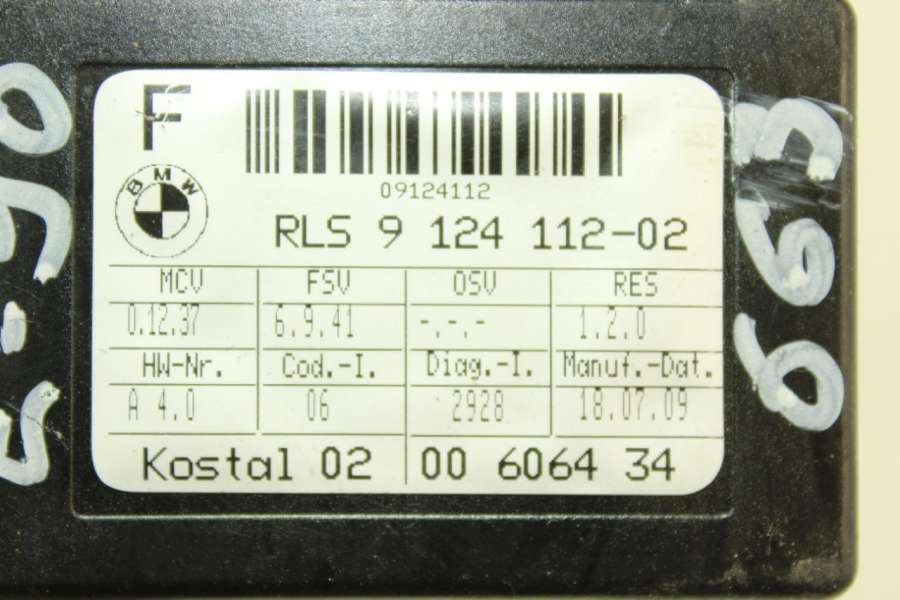 F
09124112
BMW
RLS 9 124 112-02
MCV FSV OSV RES
0.12.37 6.9.41 -.-.- 1.2.0
HW-Nr. Cod.-I. Diag.-I. Manuf.-Dat.
A 4.0 06 2928 18.07.09
Kostal 02 00 6064 34